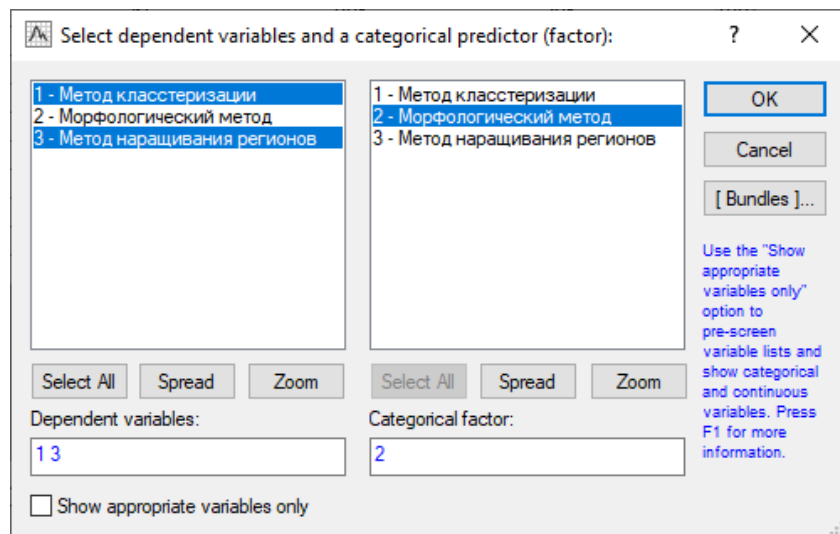 Select dependent variables and a categorical predictor (factor):
?
1 - Метод класстеризации
2 - Морфологический метод
3 - Метод наращивания регионов
1 - Метод класстеризации
2 - Морфологический метод
3 - Метод наращивания регионов
OK
Cancel
[ Bundles ]...
Use the "Show
appropriate
variables only"
option to
pre-screen
variable lists and
show categorical
and continuous
variables. Press
F1 for more
information.
Select All
Spread
Zoom
Select All
Spread
Zoom
Dependent variables:
1 3
Categorical factor:
2
Show appropriate variables only